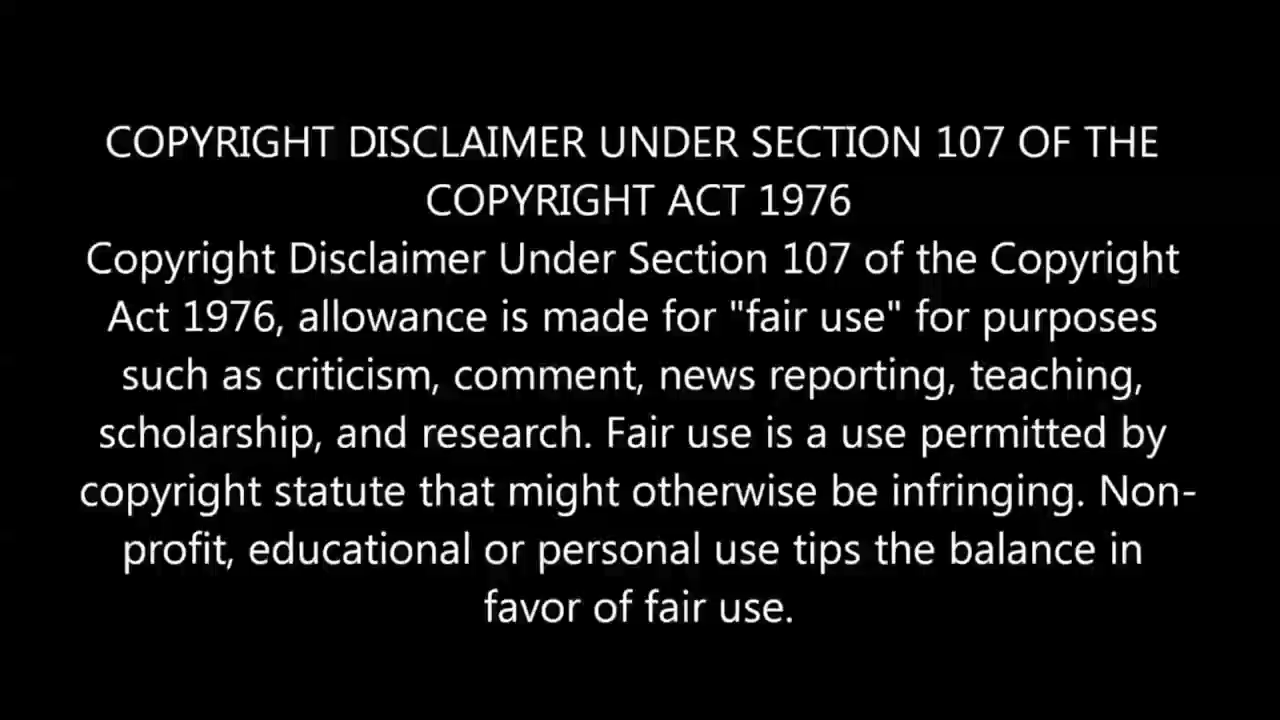 COPYRIGHT DISCLAIMER UNDER SECTION 107 OF THE
COPYRIGHT ACT 1976
Copyright Disclaimer Under Section 107 of the Copyright
Act 1976, allowance is made for "fair use" for purposes
such as criticism, comment, news reporting, teaching,
scholarship, and research. Fair use is a use permitted by
copyright statute that might otherwise be infringing. Non-
profit, educational or personal use tips the balance in
favor of fair use.